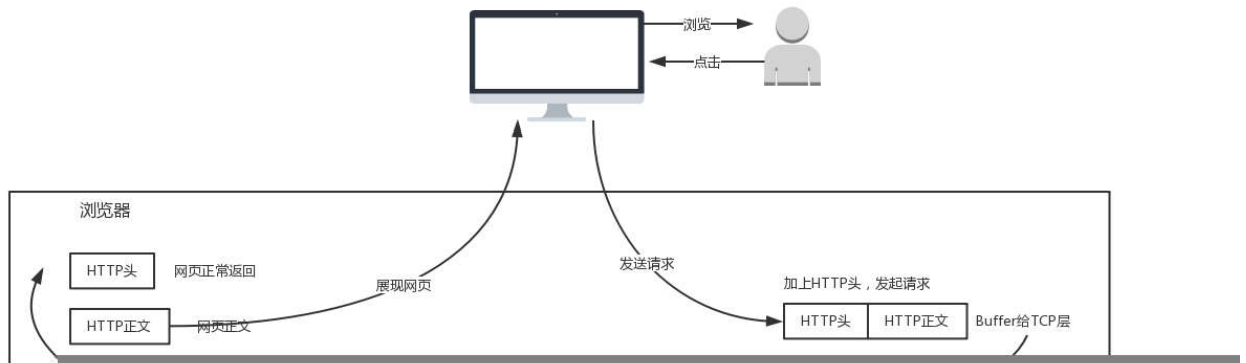 浏览
点击
浏览器
HTTP头
网页正常返回
发送请求
展现网页
加上HTTP头，发起请求
HTTP正文
网页正文
HTTP头
HTTP正文
Buffer给TCP层